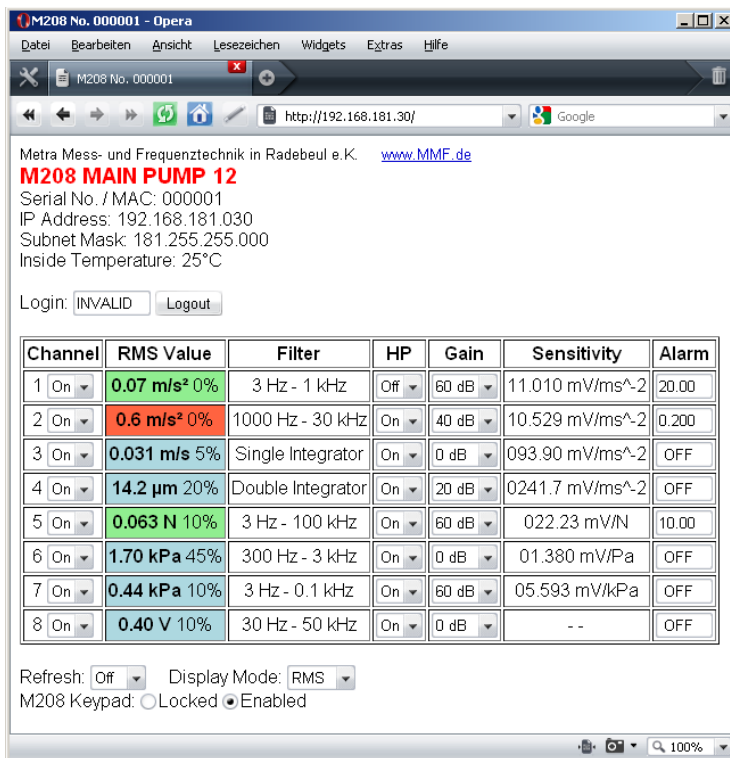 M208 No. 000001 - Opera
Datei Bearbeiten Ansicht Lesezeichen Widgets Extras Hilfe
M208 No. 000001
http://192.168.181.30/ Google
Metra Mess- und Frequenztechnik in Radebeul e.K. www.MMF.de
M208 MAIN PUMP 12
Serial No. / MAC: 000001
IP Address: 192.168.181.030
Subnet Mask: 181.255.255.000
Inside Temperature: 25°C
Login: INVALID Logout
Channel RMS Value Filter HP Gain Sensitivity Alarm
1 On 0.07 m/s² 0% 3 Hz - 1 kHz Off 60 dB 11.010 mV/ms^-2 20.00
2 On 0.6 m/s² 0% 1000 Hz - 30 kHz On 40 dB 10.529 mV/ms^-2 0.200
3 On 0.031 m/s 5% Single Integrator On 0 dB 093.90 mV/ms^-2 OFF
4 On 14.2 µm 20% Double Integrator On 20 dB 0241.7 mV/ms^-2 OFF
5 On 0.063 N 10% 3 Hz - 100 kHz On 60 dB 022.23 mV/N 10.00
6 On 1.70 kPa 45% 300 Hz - 3 kHz On 0 dB 01.380 mV/Pa OFF
7 On 0.44 kPa 10% 3 Hz - 0.1 kHz On 60 dB 05.593 mV/kPa OFF
8 On 0.40 V 10% 30 Hz - 50 kHz On 0 dB - - OFF
Refresh: Off Display Mode: RMS
M208 Keypad: Locked Enabled
100%